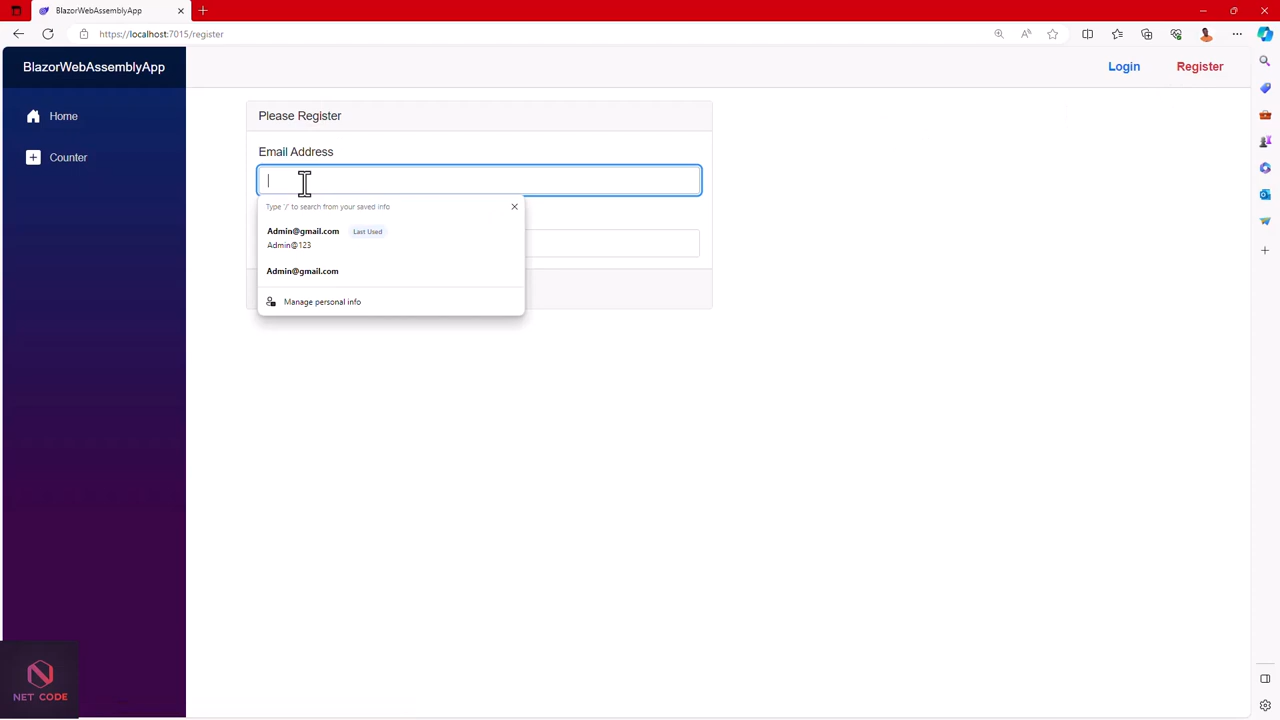 BlazorWebAssemblyApp
https://localhost:7015/register
BlazorWebAssemblyApp
Login
Register
Home
Counter
Please Register
Email Address
Type '/' to search from your saved info
Admin@gmail.com Last Used
Admin@123
Admin@gmail.com
Manage personal info
NET CODE